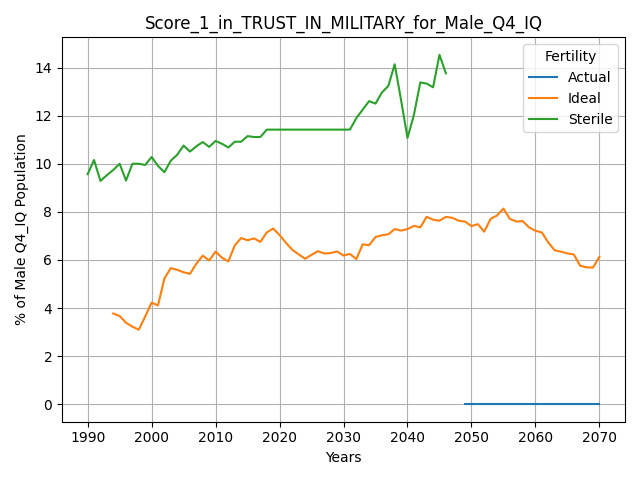 Score_1_in_TRUST_IN_MILITARY_for_Male_Q4_IQ
Fertility
Actual
Ideal
Sterile
% of Male Q4_IQ Population
14
12
10
8
6
4
2
0
1990 2000 2010 2020 2030 2040 2050 2060 2070
Years